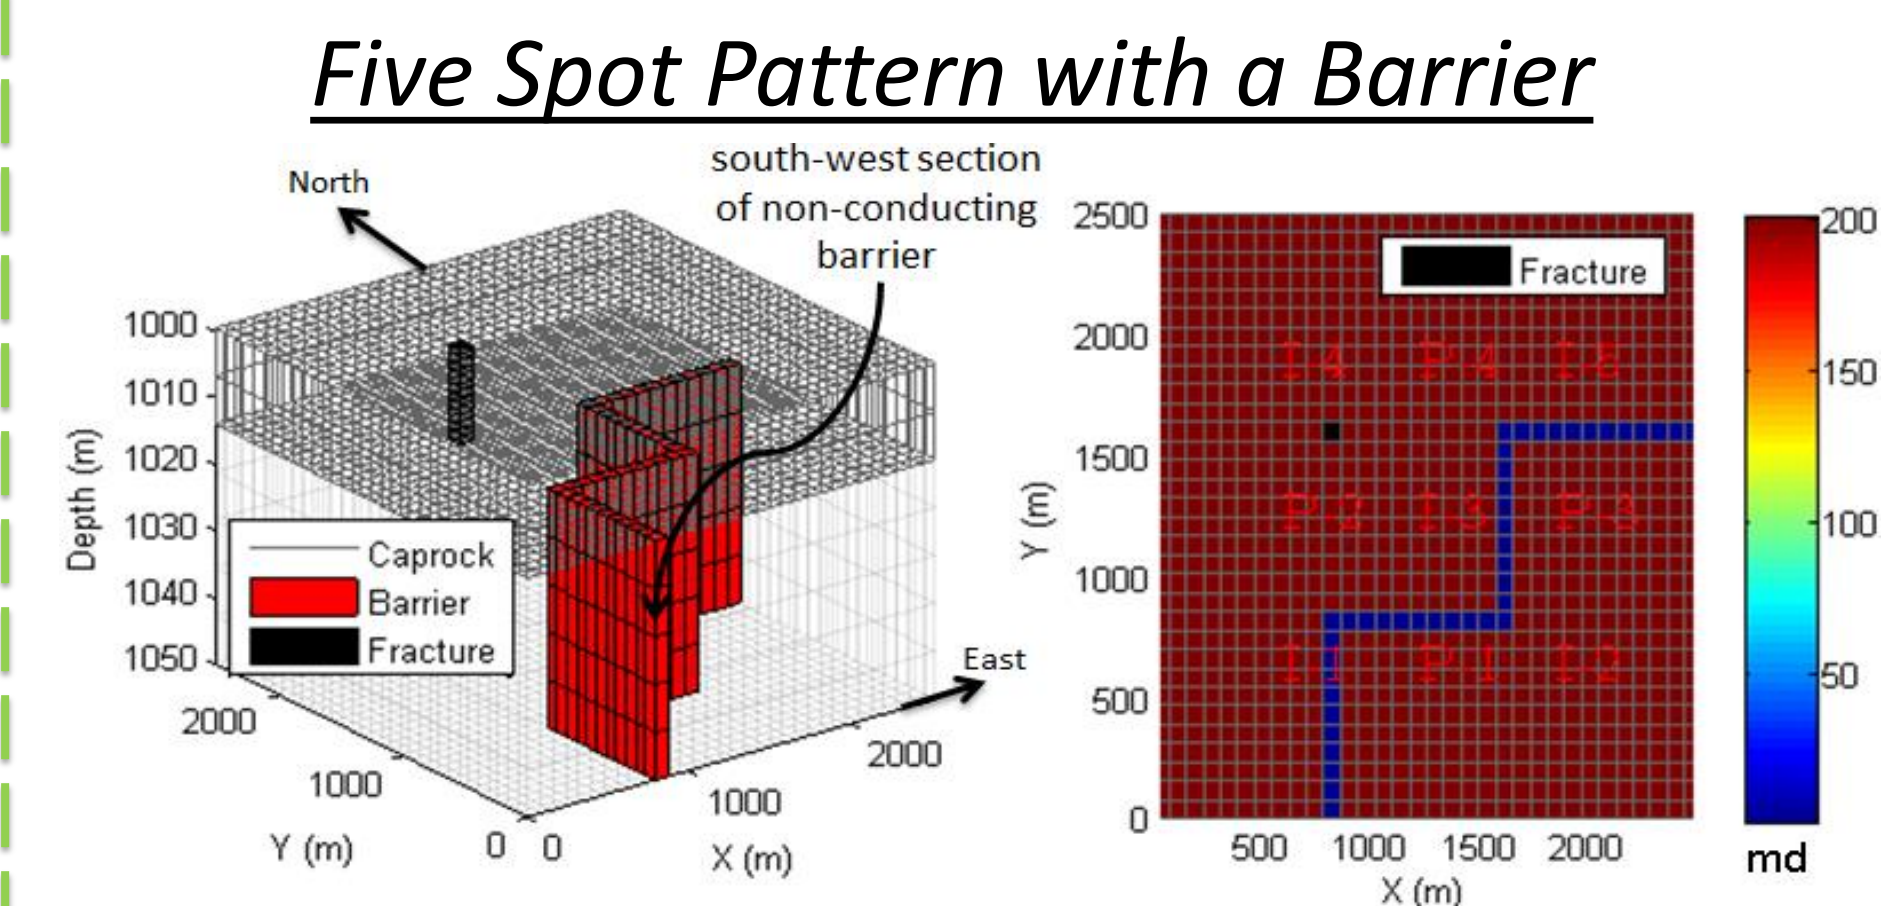 Five Spot Pattern with a Barrier
North
south-west section
of non-conducting
barrier
1000
1010
1020
1030
1040
1050
Depth (m)
Caprock
Barrier
Fracture
East
2000
1000
0
Y (m)
0
1000
2000
X (m)
2500
2000
1500
1000
500
0
Y (m)
Fracture
I-4 P-4 I-5
P-2 I-3 P-3
I-1 P-1 I-2
500 1000 1500 2000
X (m)
200
150
100
50
md